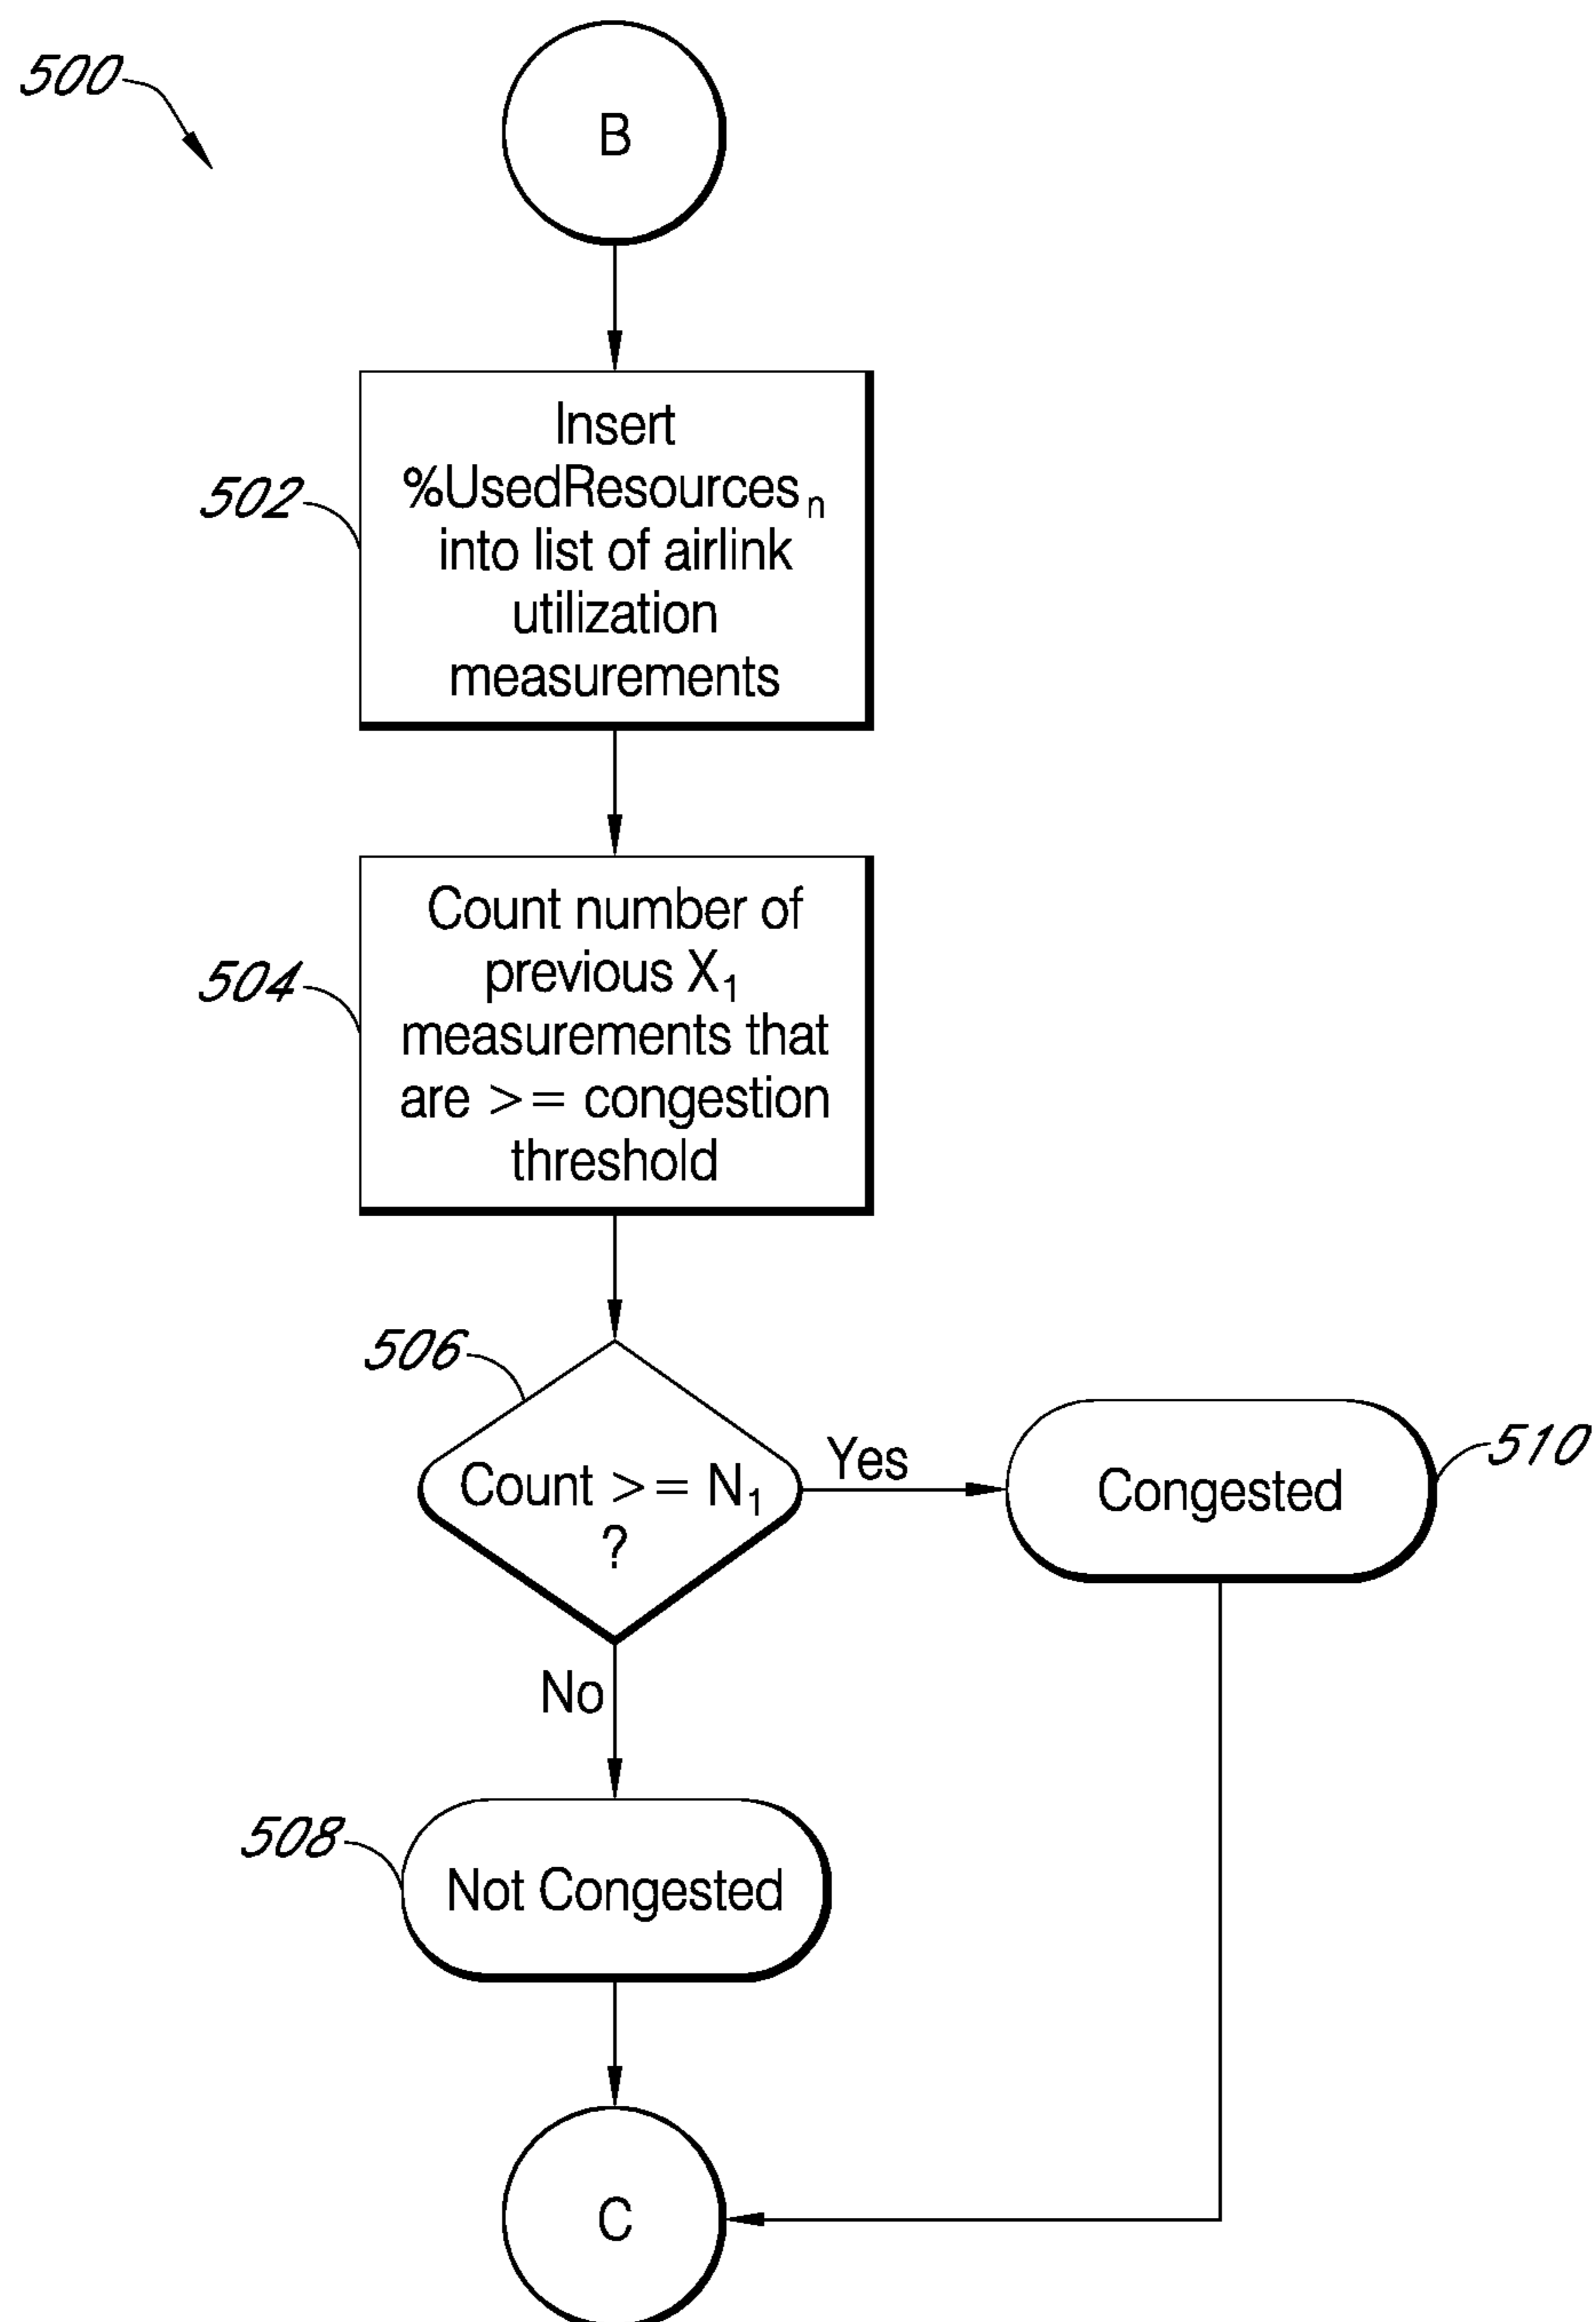 500
B
502
Insert
%UsedResources n
into list of airlink
utilization
measurements
504
Count number of
previous X1
measurements that
are >= congestion
threshold
506
Count >= N1
?
Yes
Congested
510
No
508
Not Congested
C